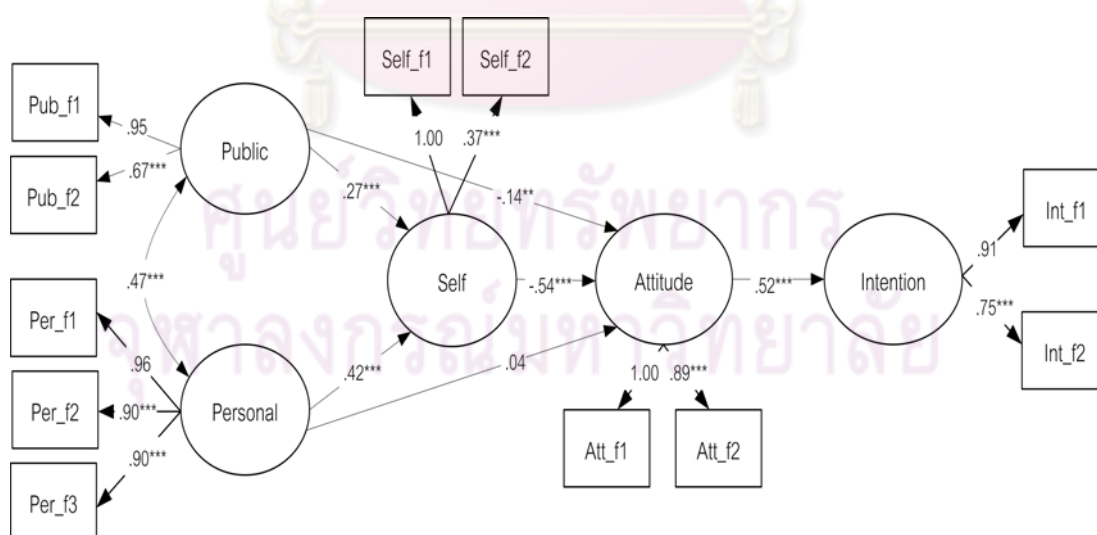 Self_f1
Self_f2
Pub_f1
.95
1.00
.37***
Public
Pub_f2
.67***
.27***
-.14**
ศูนย์วิทยทรัพยากร
Int_f1
.91
.47***
Self
-.54***
Attitude
.52***
Intention
Per_f1
.96
.75***
Int_f2
จุฬาลงกรณ์มหาวิทยาลัย
.42***
.04
1.00
.89***
Per_f2
.90***
Personal
Att_f1
Att_f2
.90***
Per_f3